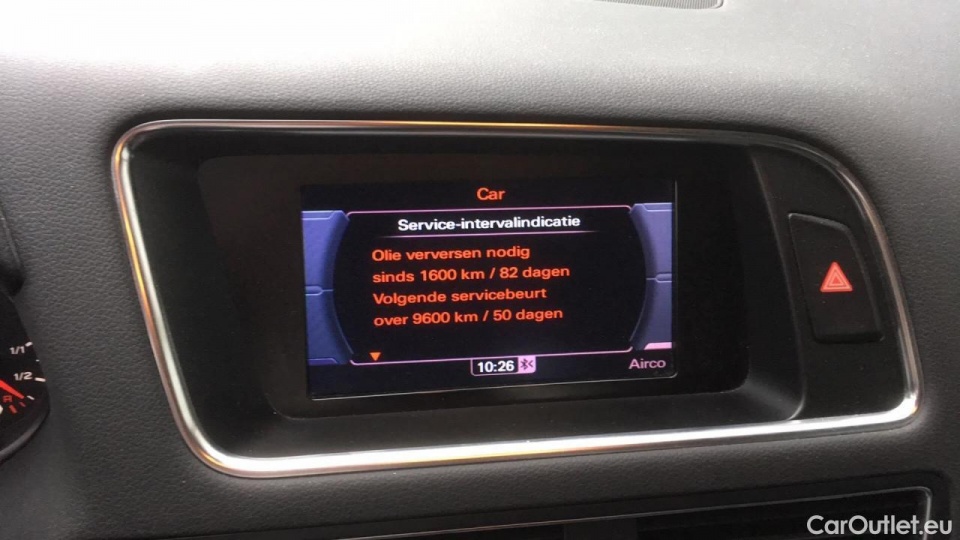 Car
Service-intervalindicatie
Olie verversen nodig
sinds 1600 km / 82 dagen
Volgende servicebeurt
over 9600 km / 50 dagen
10:26
Airco
1/1
1/2
R
CarOutlet.eu